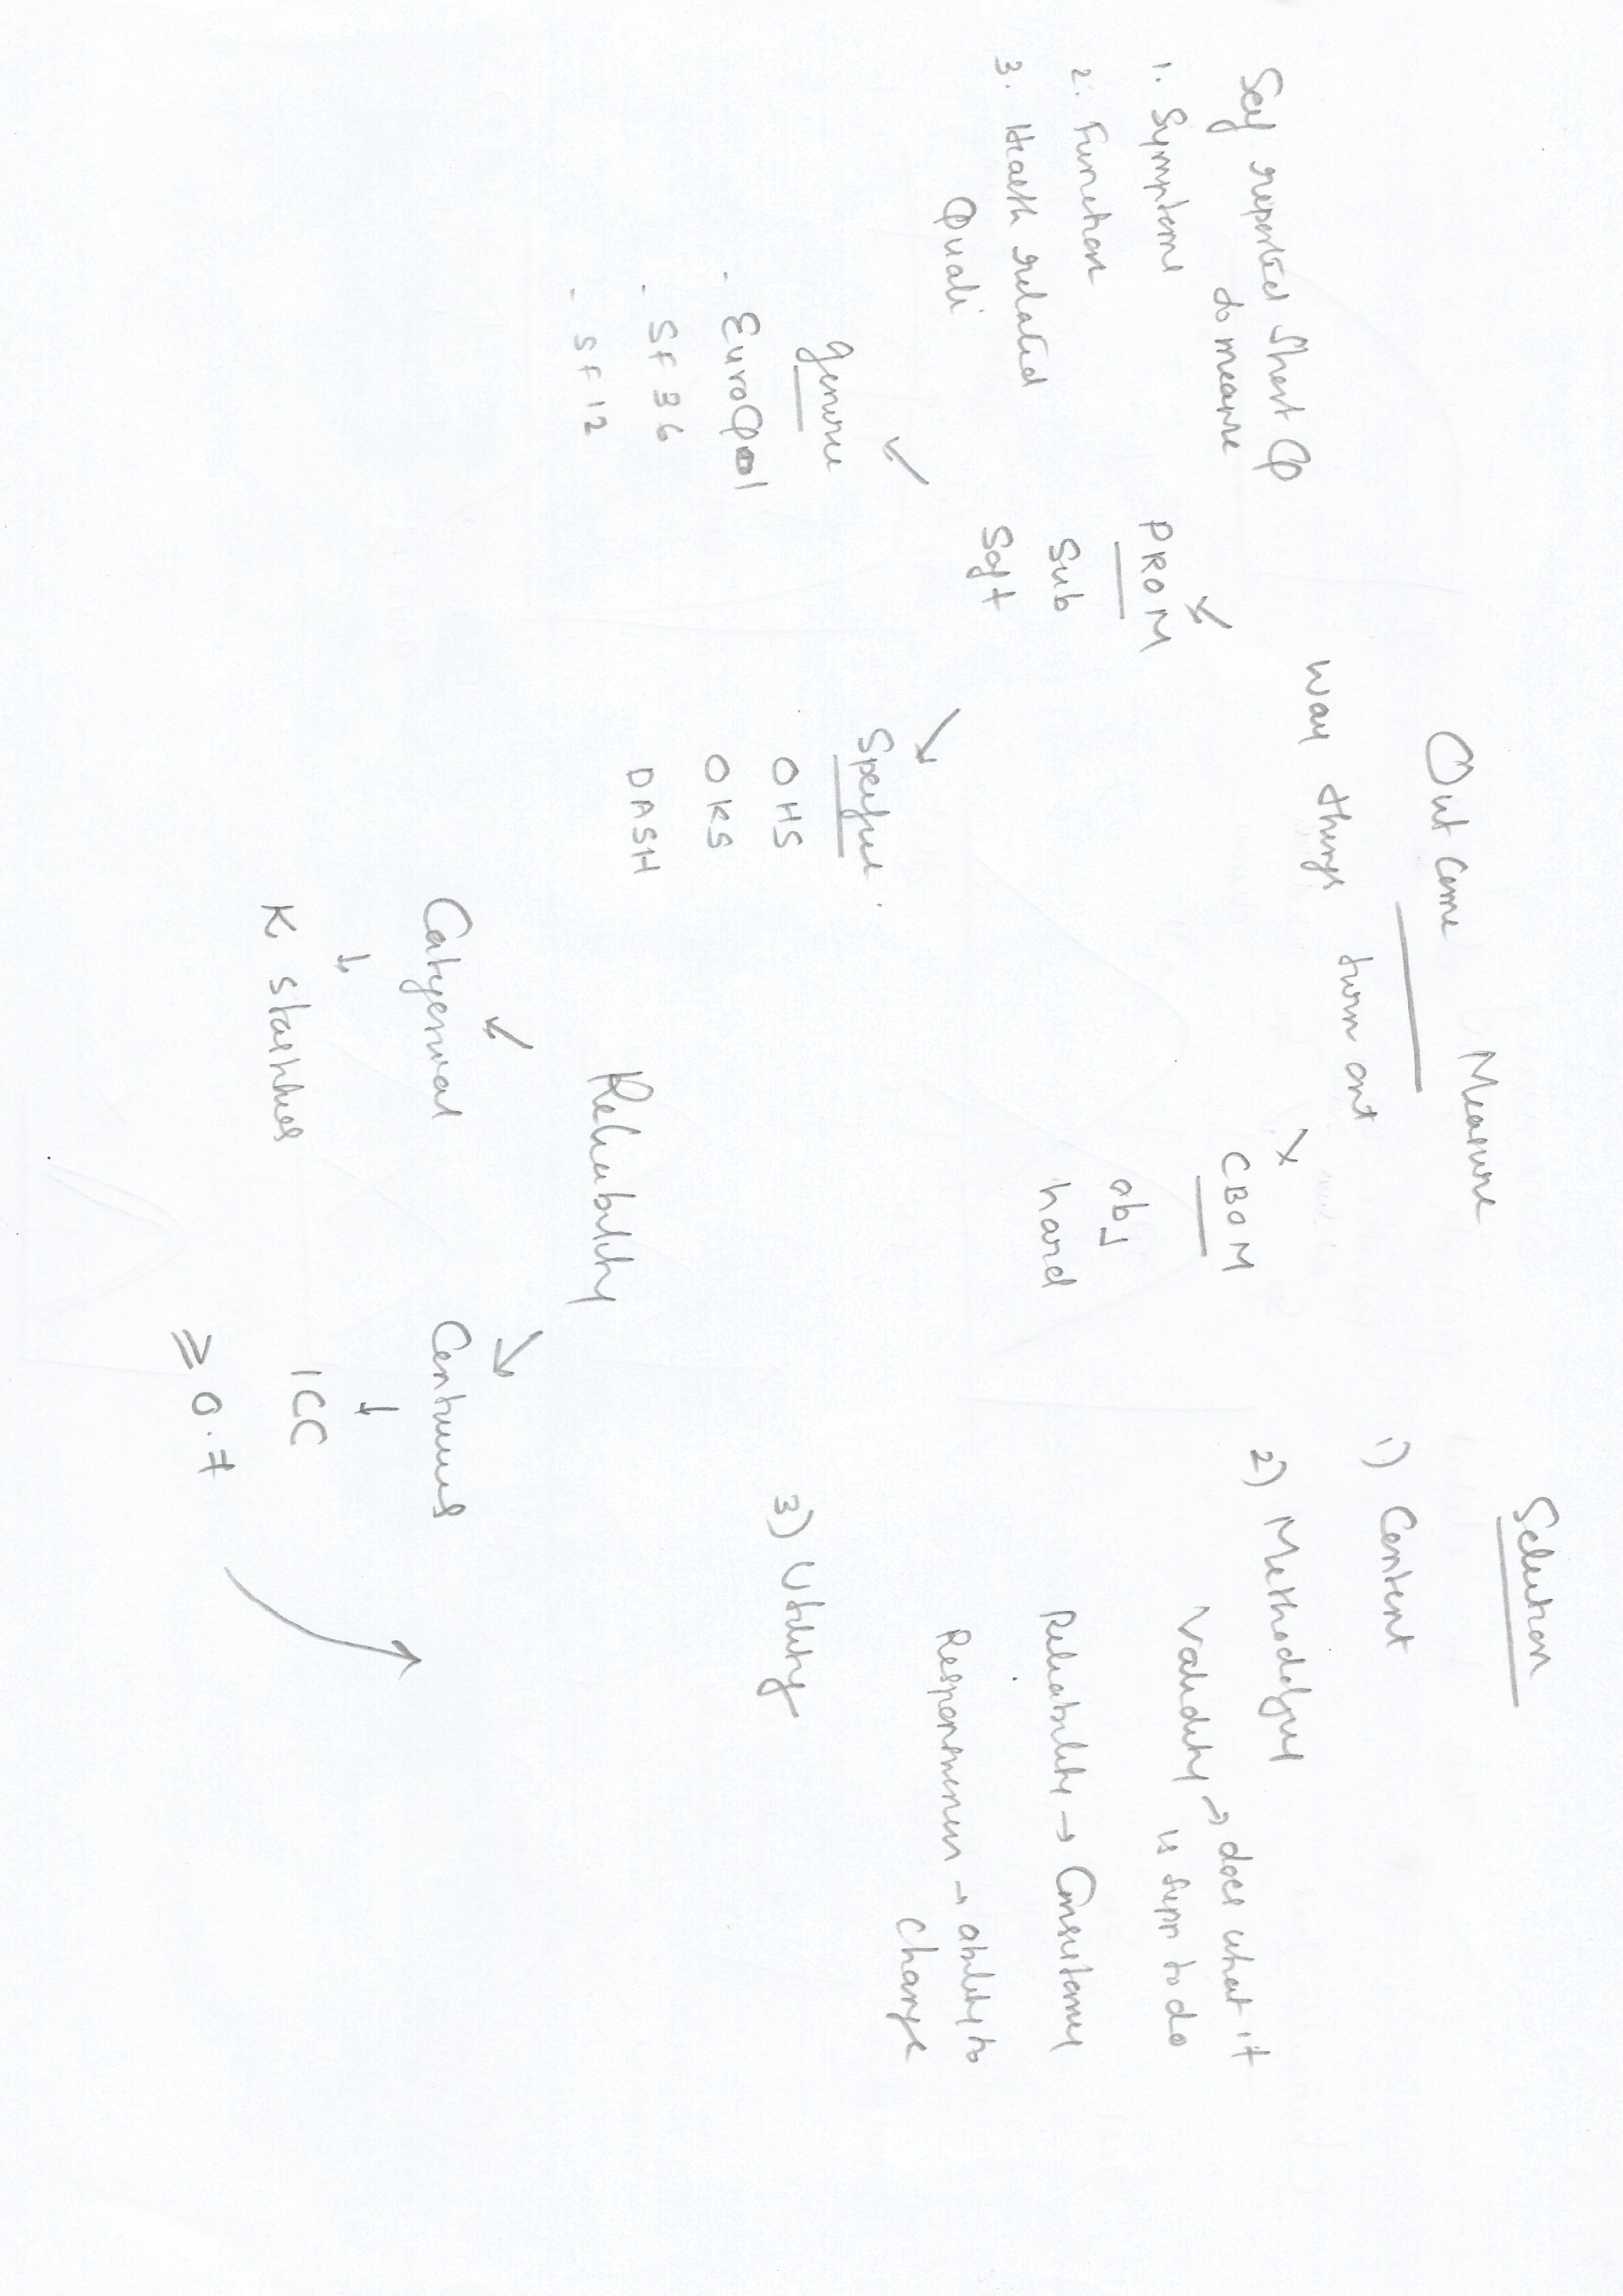 Selection
Out come Measure
way things turn out
1) Content
2) Methodology
Validity → does what it
is supp to do
Reliability → Consistancy
Responsiveness → ability to
change
3) Utility
Self reported Short Q
to measure
1. Symptoms
2. Function
3. Health related
Quali
PROM
Sub
Soft
CBOM
obj
hard
generic
- EuroQol
- SF 36
- SF 12
Specific
OHS
OKS
DASH
Reliability
Categorical
K statistics
Continuous
ICC
≥ 0.7